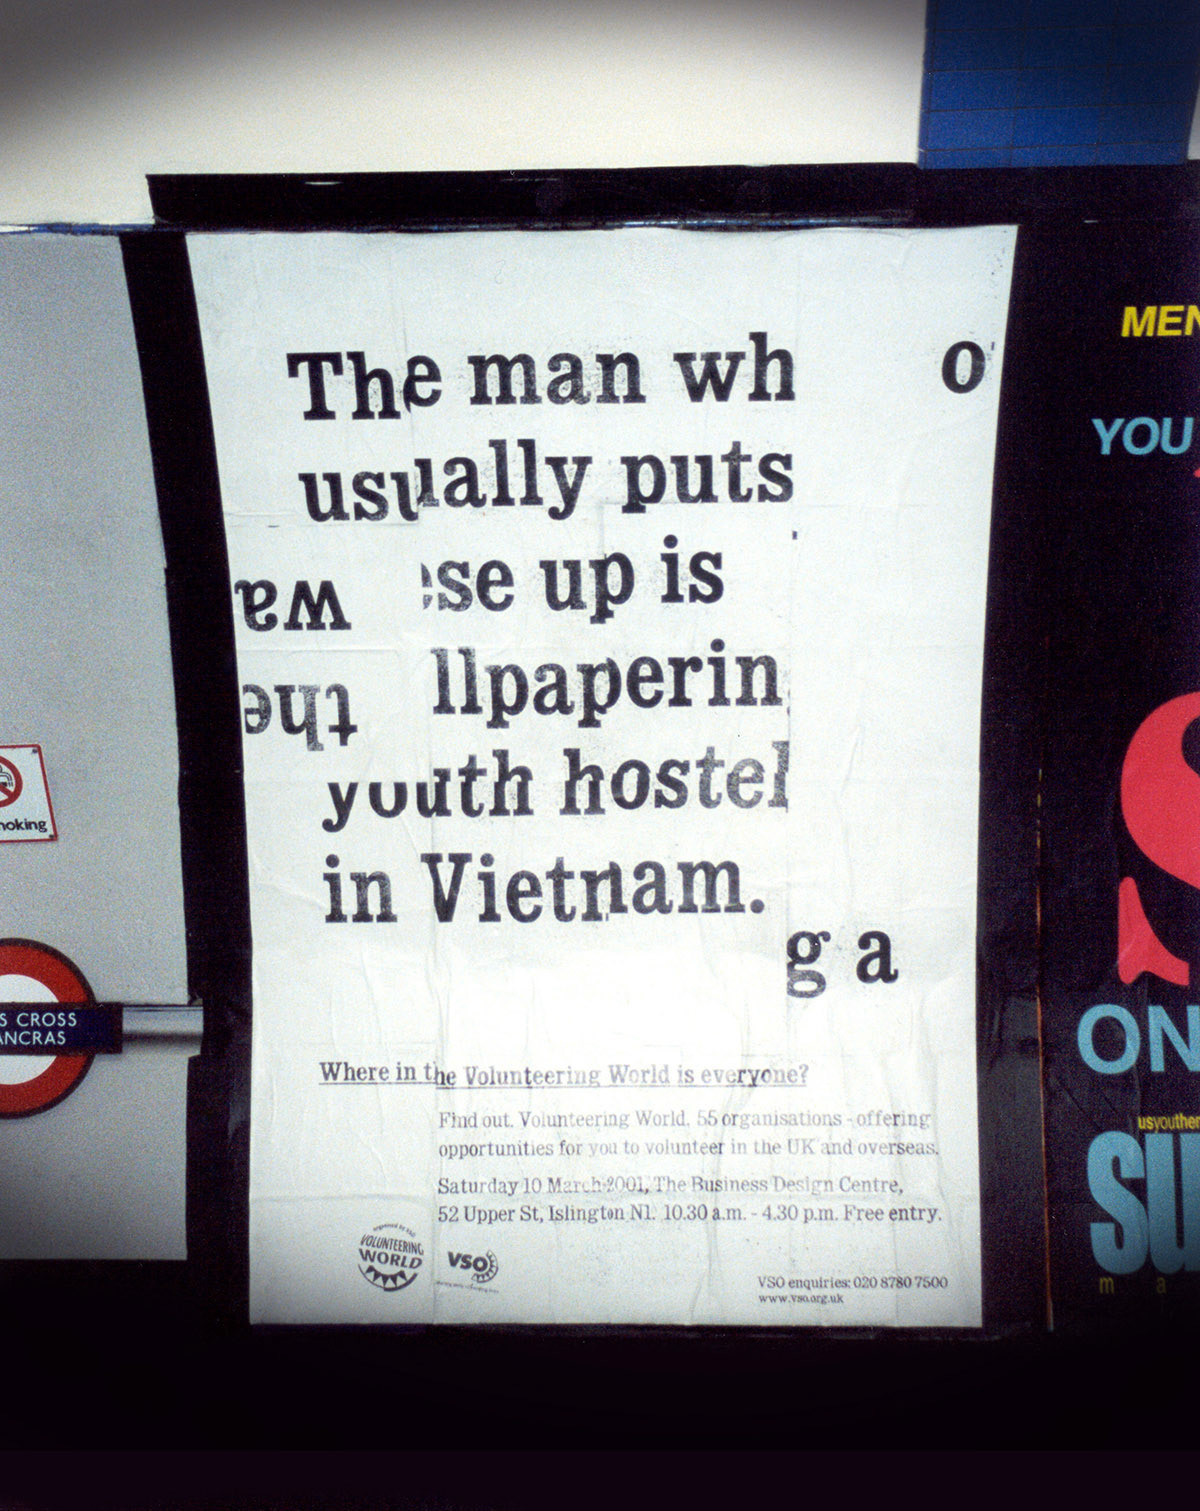 The man wh o
usually puts
wa se up is
the llpaperin
youth hostel
in Vietnam.
g a
Where in the Volunteering World is everyone?
Find out. Volunteering World. 55 organisations - offering
opportunities for you to volunteer in the UK and overseas.
Saturday 10 March 2001, The Business Design Centre,
52 Upper St, Islington N1. 10.30 a.m. - 4.30 p.m. Free entry.
VOLUNTEERING
WORLD
VSO
VSO enquiries: 020 8780 7500
www.vso.org.uk
oking
S CROSS
ANCRAS
MEN
YOU
S
ON
usyouther
SU
m a